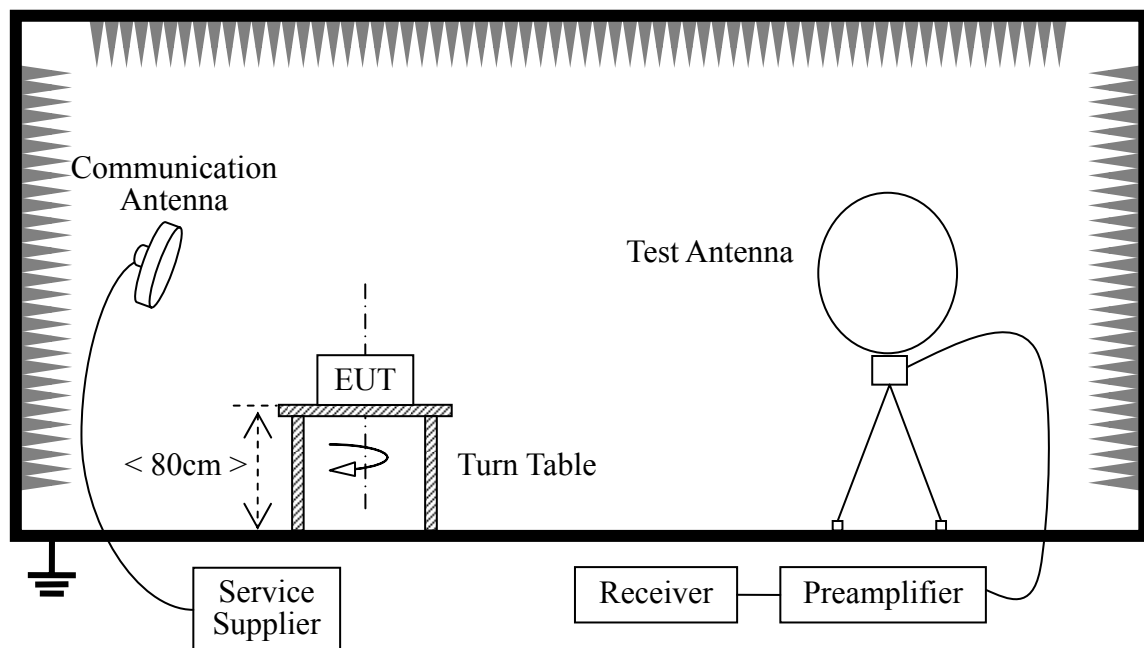 Communication
Antenna
Test Antenna
EUT
< 80cm >
Turn Table
Service
Supplier
Receiver
Preamplifier